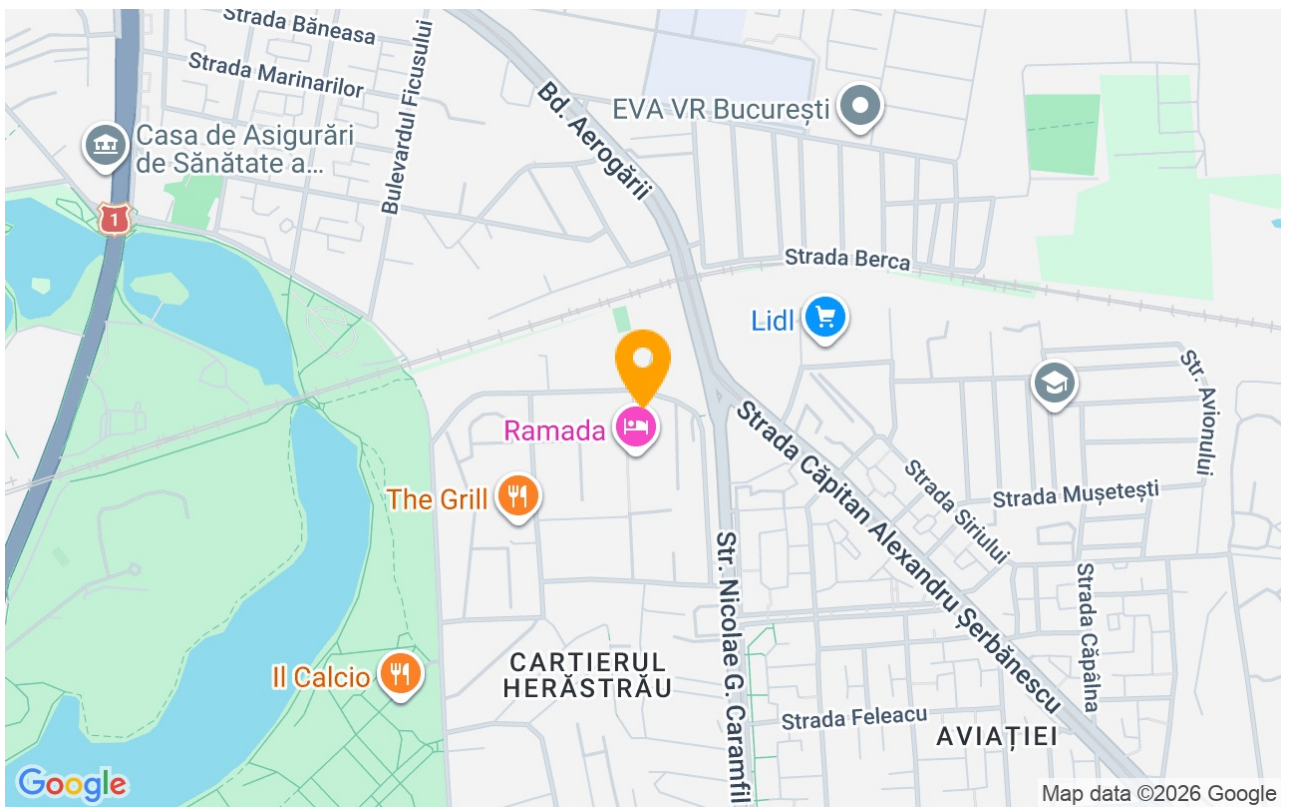 Strada Băneasa
Strada Marinarilor
Bulevardul Ficusului
Bd. Aerogării
EVA VR București
Casa de Asigurări
de Sănătate a...
1
Strada Berca
Lidl
Str. Avionului
Ramada
Strada Căpitan Alexandru Șerbănescu
The Grill
Strada Siriului
Strada Mușetești
Str. Nicolae G. Caramfil
Strada Căpâlna
CARTIERUL
HERĂSTRĂU
Il Calcio
Strada Feleacu
AVIAȚIEI
Google
Map data ©2026 Google